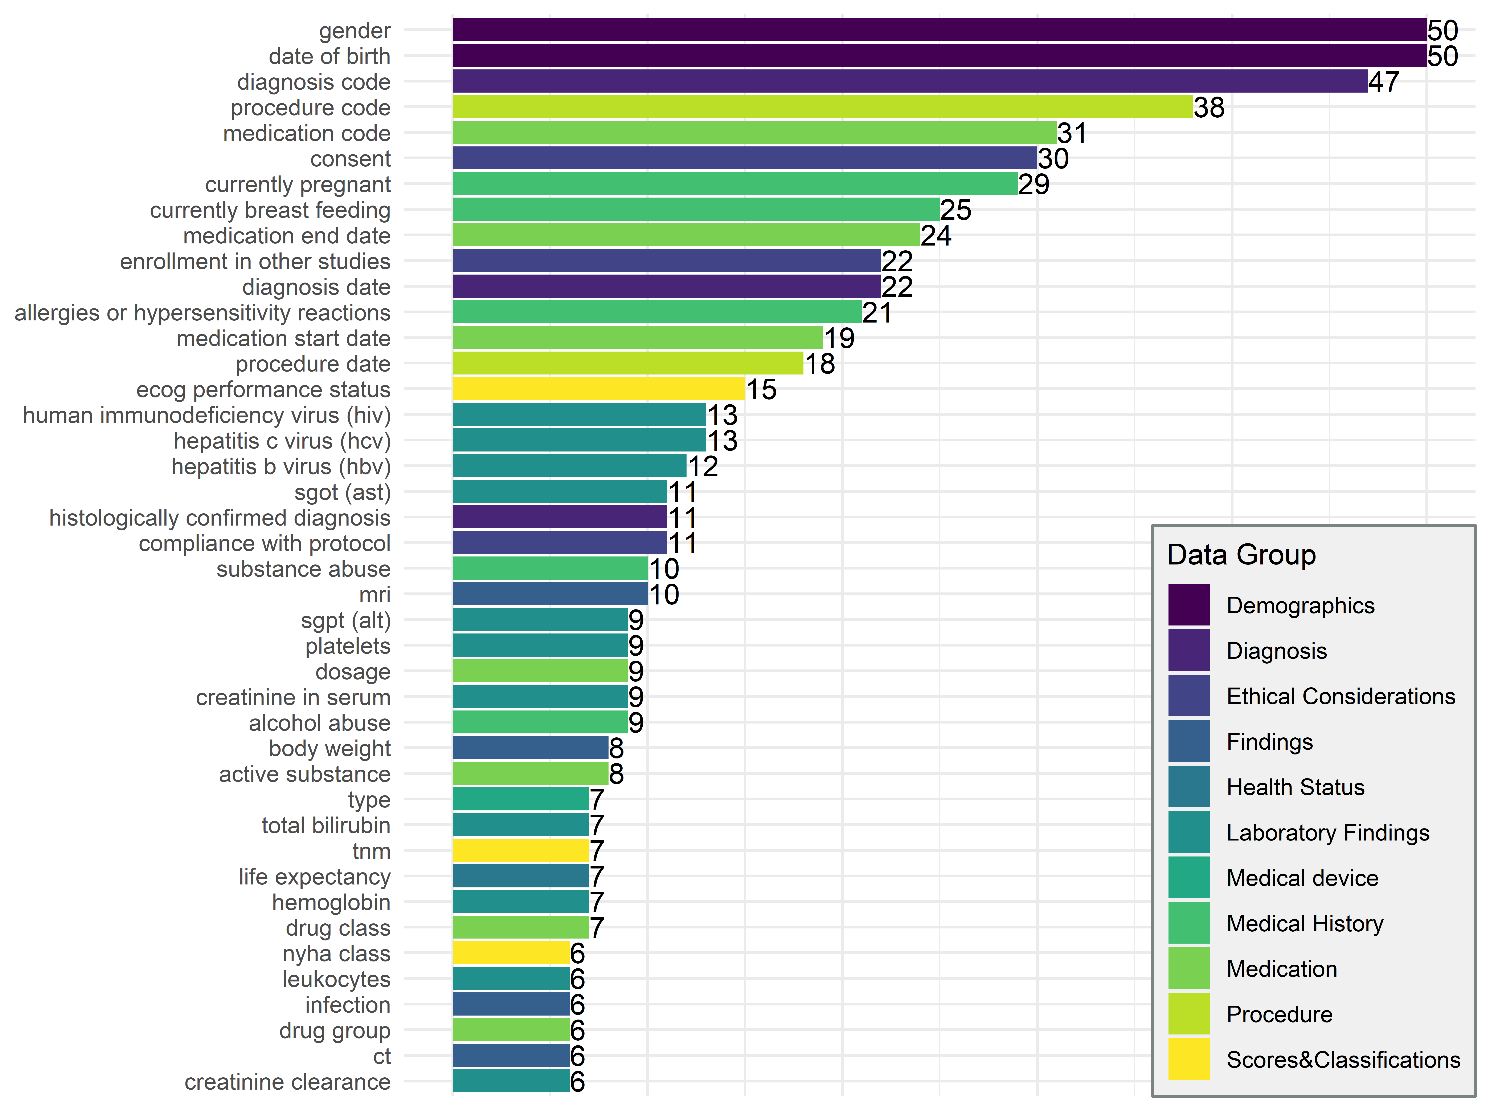 gender 50
date of birth 50
diagnosis code 47
procedure code 38
medication code 31
consent 30
currently pregnant 29
currently breast feeding 25
medication end date 24
enrollment in other studies 22
diagnosis date 22
allergies or hypersensitivity reactions 21
medication start date 19
procedure date 18
ecog performance status 15
human immunodeficiency virus (hiv) 13
hepatitis c virus (hcv) 13
hepatitis b virus (hbv) 12
sgot (ast) 11
histologically confirmed diagnosis 11
compliance with protocol 11
substance abuse 10
mri 10
sgpt (alt) 9
platelets 9
dosage 9
creatinine in serum 9
alcohol abuse 9
body weight 8
active substance 8
type 7
total bilirubin 7
tnm 7
life expectancy 7
hemoglobin 7
drug class 7
nyha class 6
leukocytes 6
infection 6
drug group 6
ct 6
creatinine clearance 6
Data Group
Demographics
Diagnosis
Ethical Considerations
Findings
Health Status
Laboratory Findings
Medical device
Medical History
Medication
Procedure
Scores&Classifications